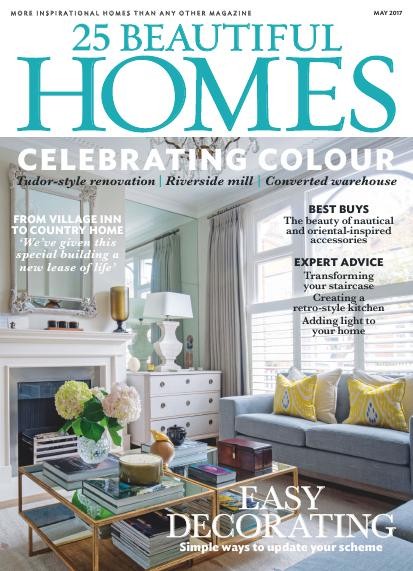 MORE INSPIRATIONAL HOMES THAN ANY OTHER MAGAZINE
MAY 2017
25 BEAUTIFUL
HOMES
CELEBRATING COLOUR
Tudor-style renovation | Riverside mill | Converted warehouse
FROM VILLAGE INN
TO COUNTRY HOME
'We've given this
special building a
new lease of life'
BEST BUYS
The beauty of nautical
and oriental-inspired
accessories
EXPERT ADVICE
Transforming
your staircase
Creating a
retro-style kitchen
Adding light to
your home
EASY
DECORATING
Simple ways to update your scheme